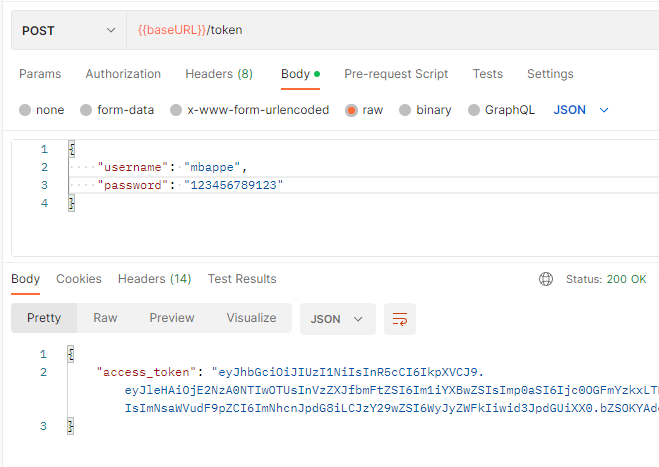 POST {{baseURL}}/token
Params Authorization Headers (8) Body Pre-request Script Tests Settings
none form-data x-www-form-urlencoded raw binary GraphQL JSON
1 {
2 "username": "mbappe",
3 "password": "123456789123"
4 }
Body Cookies Headers (14) Test Results Status: 200 OK
Pretty Raw Preview Visualize JSON
1 {
2 "access_token": "eyJhbGciOiJIUzI1NiIsInR5cCI6IkpXVCJ9.
eyJleHAiOjE2NzA0NTIwOTUsInVzZXJfbmFtZSI6Im1iYXBwZSIsImp0aSI6Ijc0OGFmYzkxLT
IsImNsaWVudF9pZCI6ImNhcnJpdG8iLCJzY29wZSI6WyJyZWFkIiwid3JpdGUiXX0.bZSOKYAd
3 }